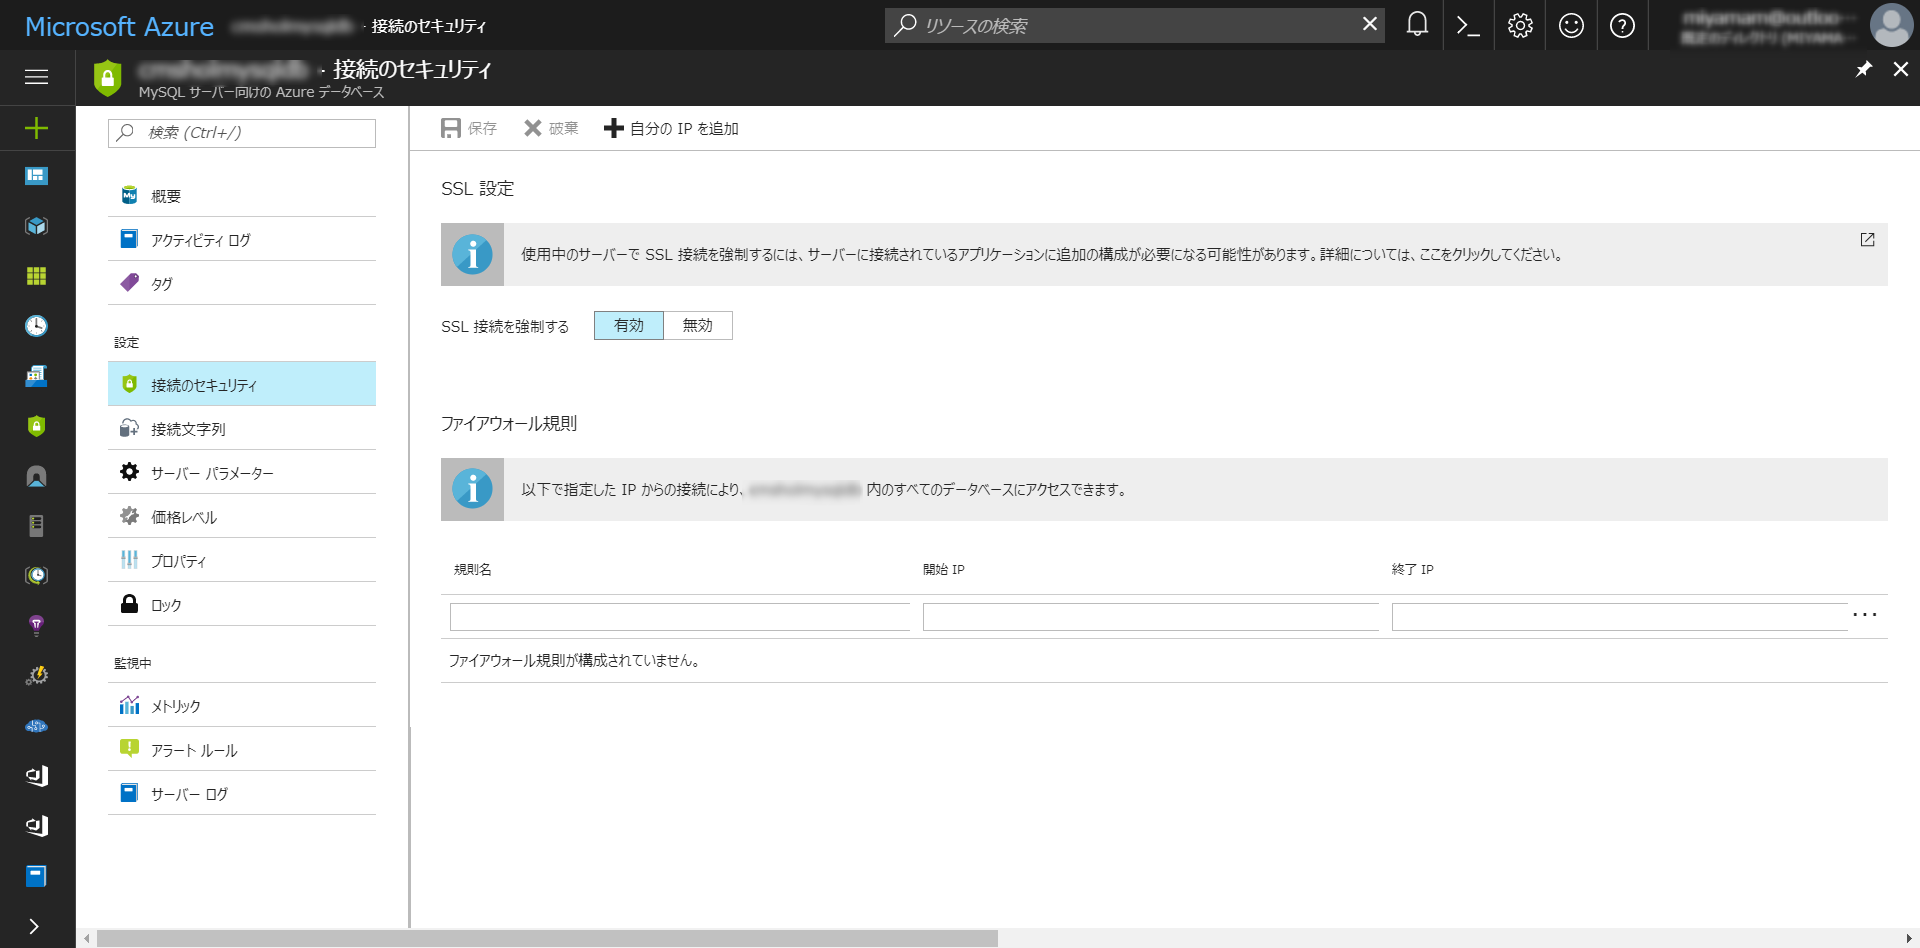 Microsoft Azure
- 接続のセキュリティ
リソースの検索
- 接続のセキュリティ
MySQL サーバー向けの Azure データベース
検索 (Ctrl+/)
概要
アクティビティ ログ
タグ
設定
接続のセキュリティ
接続文字列
サーバー パラメーター
価格レベル
プロパティ
ロック
監視中
メトリック
アラート ルール
サーバー ログ
保存
破棄
自分の IP を追加
SSL 設定
使用中のサーバーで SSL 接続を強制するには、サーバーに接続されているアプリケーションに追加の構成が必要になる可能性があります。詳細については、ここをクリックしてください。
SSL 接続を強制する
有効
無効
ファイアウォール規則
以下で指定した IP からの接続により、 内のすべてのデータベースにアクセスできます。
規則名
開始 IP
終了 IP
ファイアウォール規則が構成されていません。